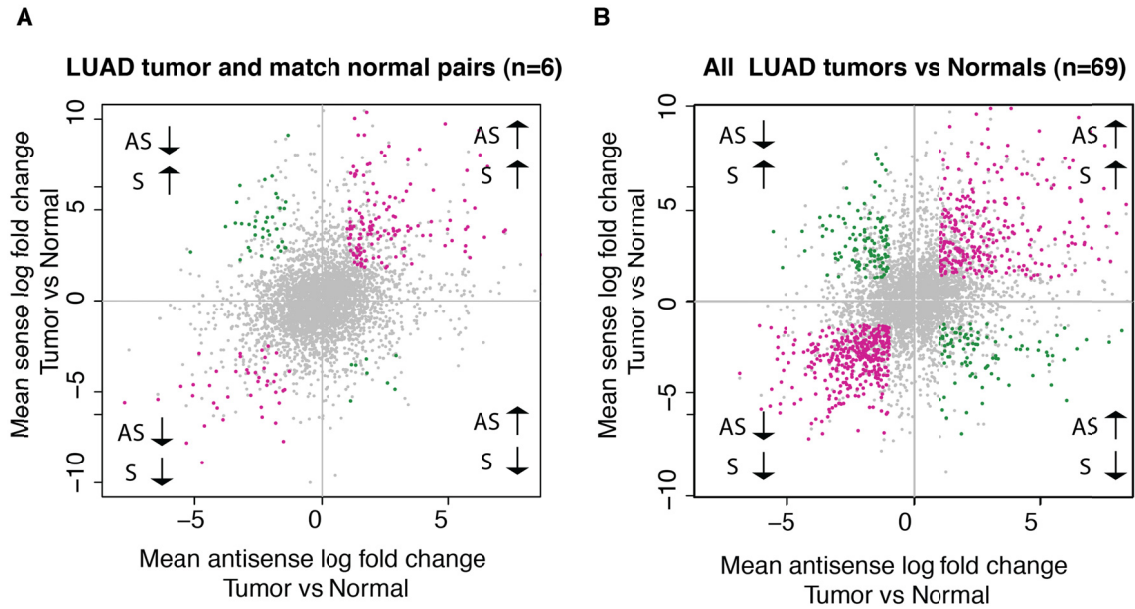 A
LUAD tumor and match normal pairs (n=6)
Mean sense log fold change
Tumor vs Normal
10
5
0
−5
−10
AS
S
AS
S
AS
S
AS
S
−5
0
5
Mean antisense log fold change
Tumor vs Normal
B
All LUAD tumors vs Normals (n=69)
Mean sense log fold change
Tumor vs Normal
10
5
0
−5
−10
AS
S
AS
S
AS
S
AS
S
−5
0
5
Mean antisense log fold change
Tumor vs Normal